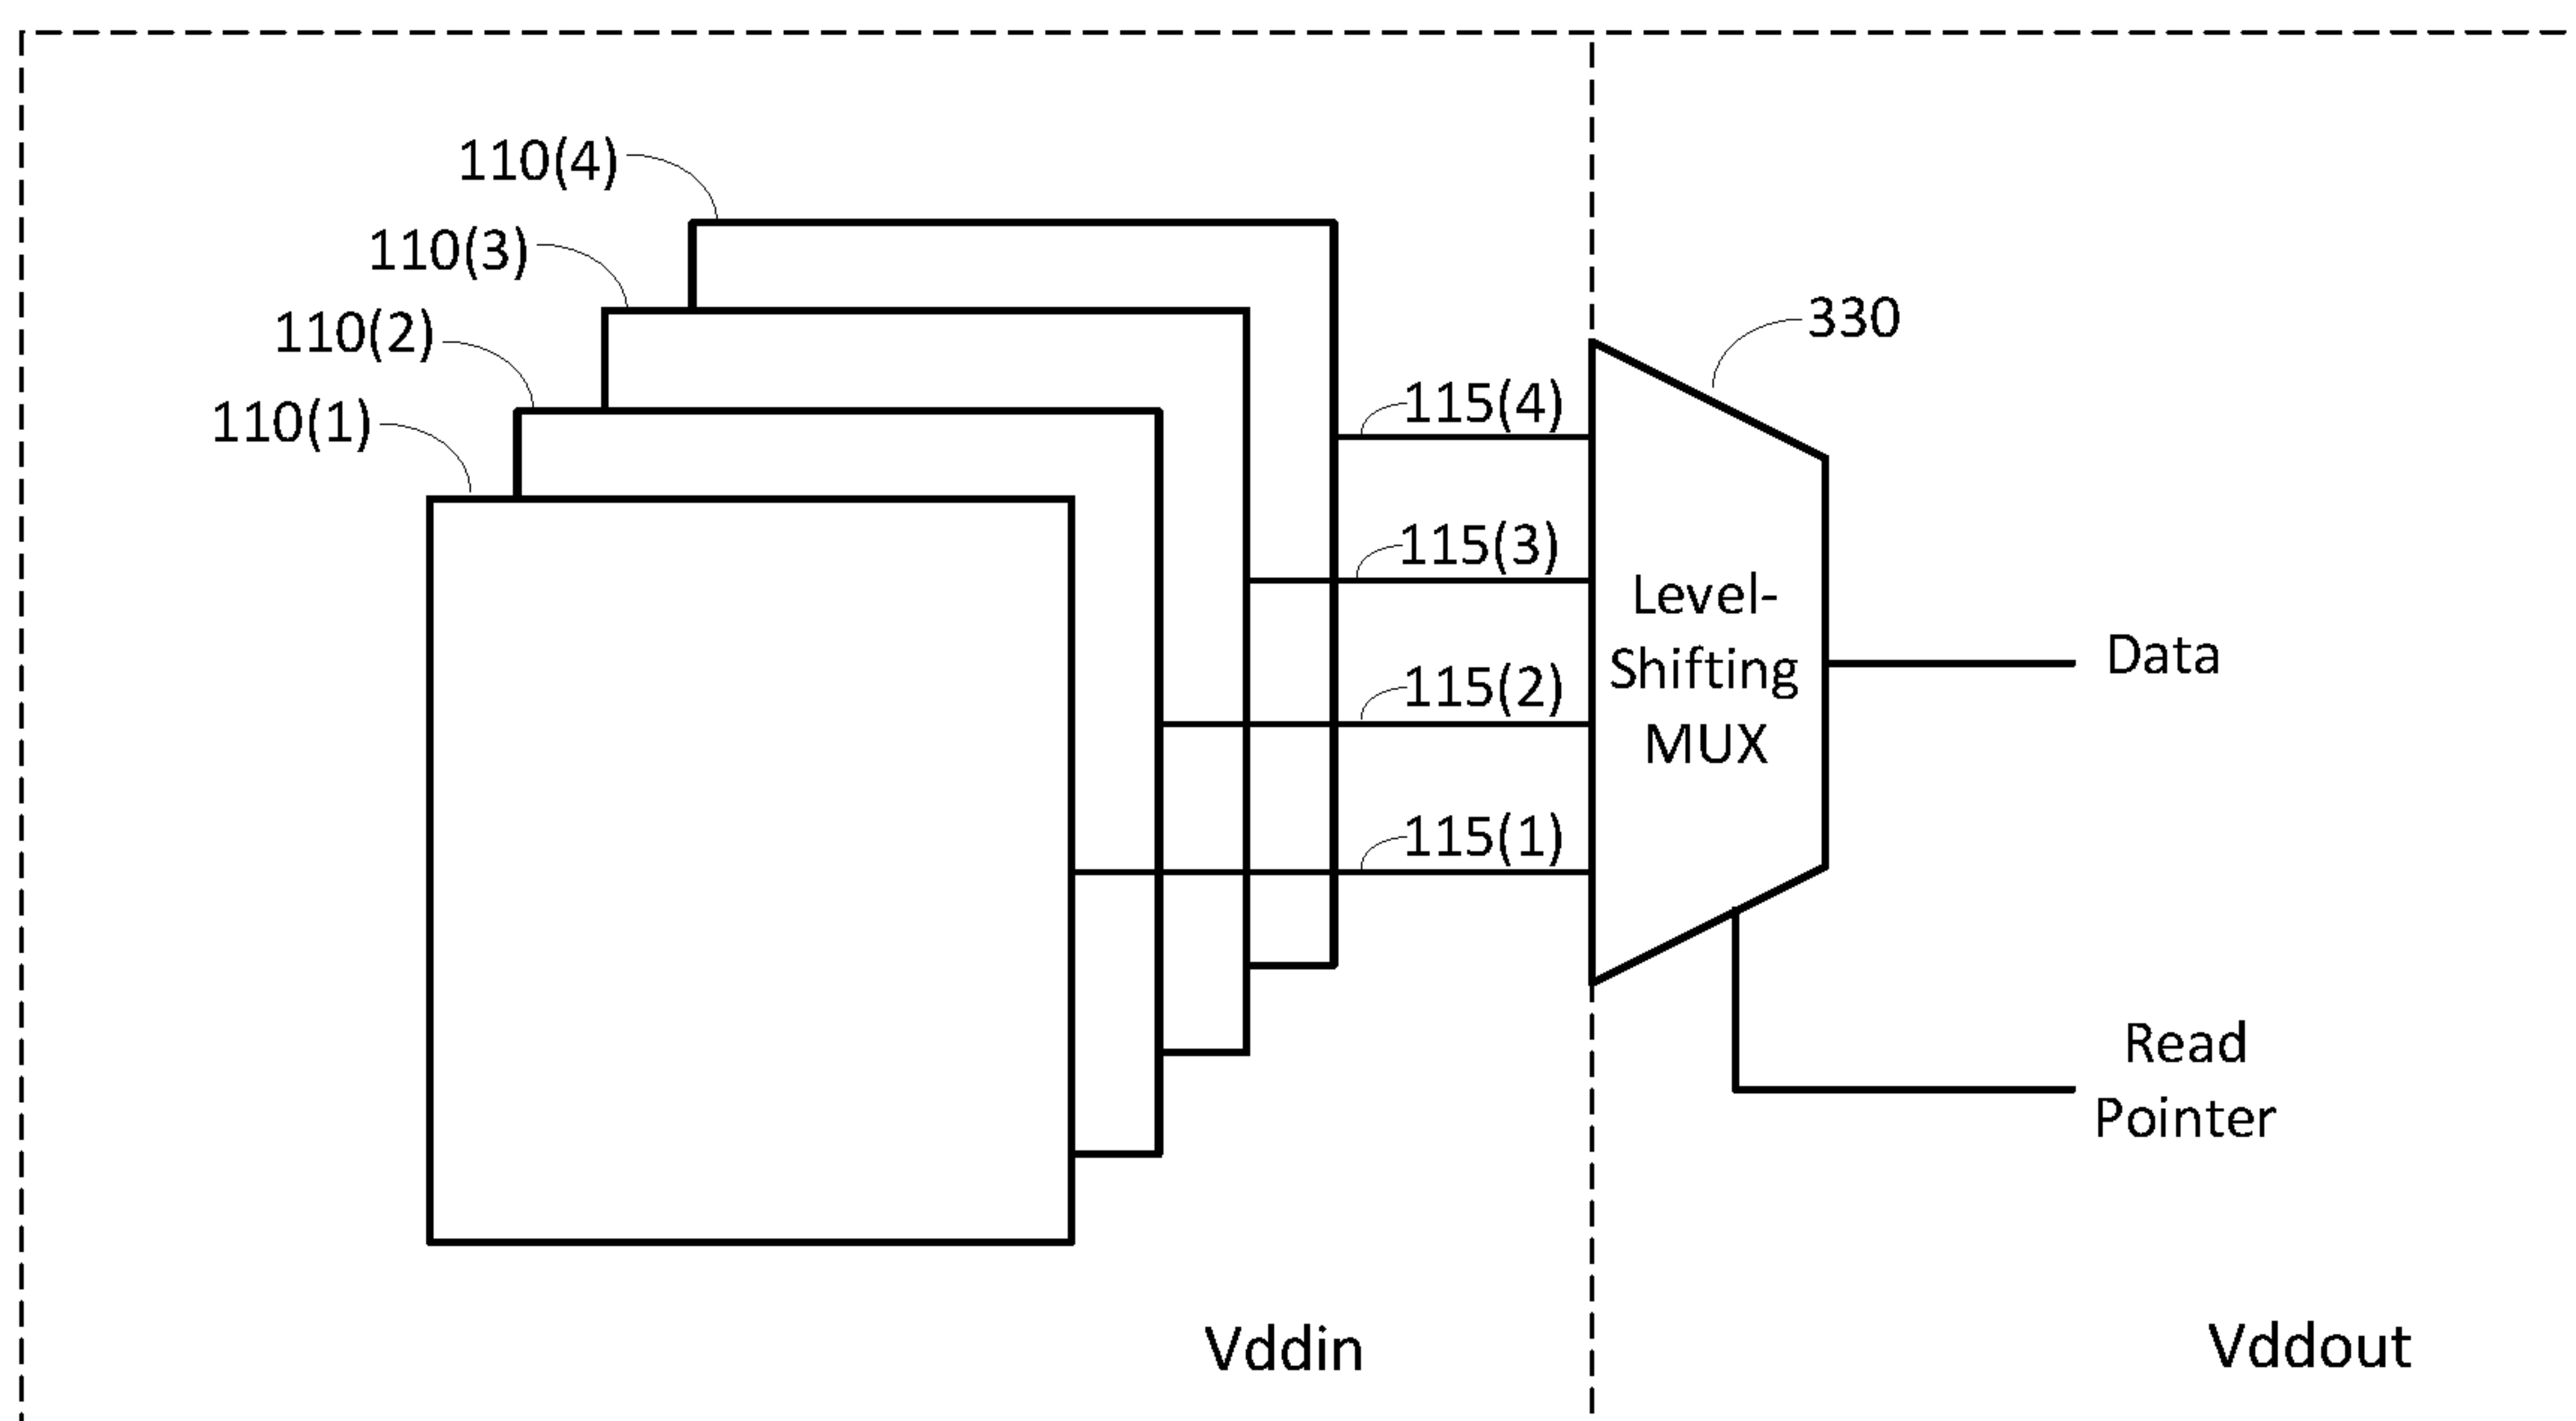 110(4)
110(3)
110(2)
110(1)
330
115(4)
115(3)
115(2)
115(1)
Level-
Shifting
MUX
Data
Read
Pointer
Vddin
Vddout